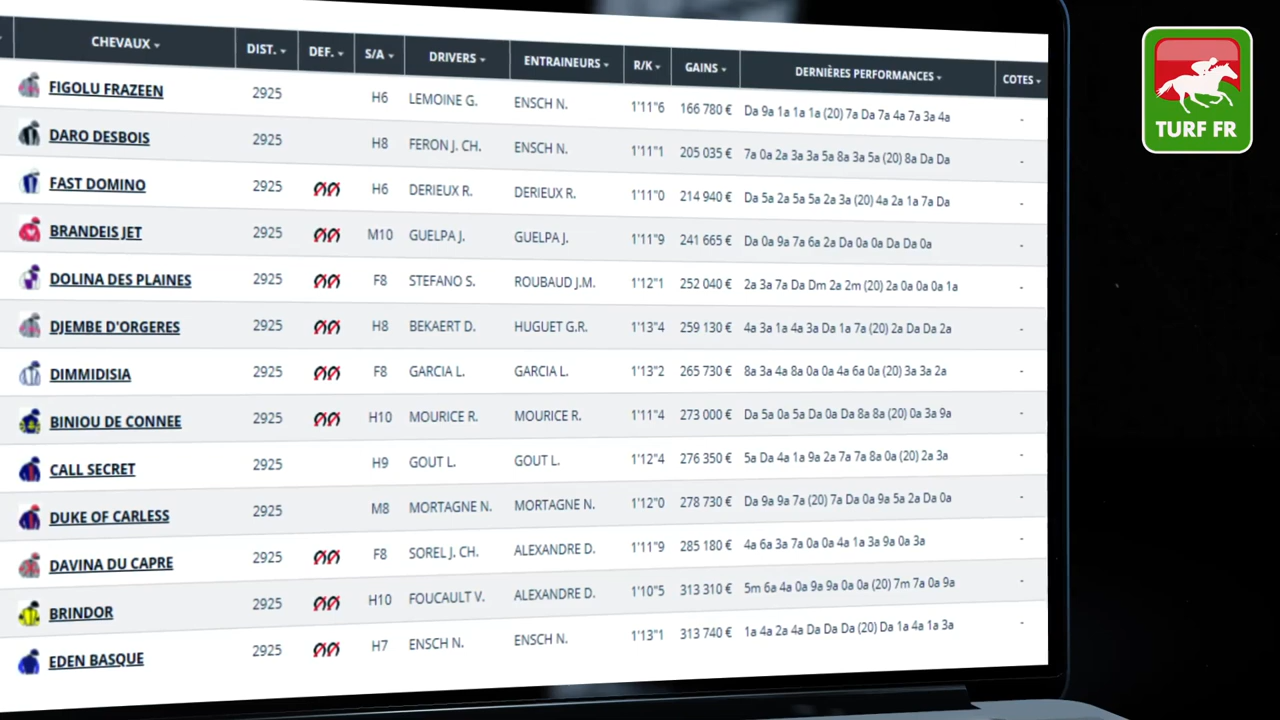 CHEVAUX DIST. DEF. S/A DRIVERS ENTRAINEURS R/K GAINS DERNIÈRES PERFORMANCES COTES
FIGOLU FRAZEEN 2925 H6 LEMOINE G. ENSCH N. 1'11"6 166 780 € Da 9a 1a 1a 1a (20) 7a Da 7a 4a 7a 3a 4a -
DARO DESBOIS 2925 H8 FERON J. CH. ENSCH N. 1'11"1 205 035 € 7a 0a 2a 3a 3a 5a 8a 3a 5a (20) 8a Da Da -
FAST DOMINO 2925 H6 DERIEUX R. DERIEUX R. 1'11"0 214 940 € Da 5a 2a 5a 5a 2a 3a (20) 4a 2a 1a 7a Da -
BRANDEIS JET 2925 M10 GUELPA J. GUELPA J. 1'11"9 241 665 € Da 0a 9a 7a 6a 2a Da 0a 0a Da Da 0a -
DOLINA DES PLAINES 2925 F8 STEFANO S. ROUBAUD J.M. 1'12"1 252 040 € 2a 3a 7a Da Dm 2a 2m (20) 2a 0a 0a 0a 1a -
DJEMBE D'ORGERES 2925 H8 BEKAERT D. HUGUET G.R. 1'13"4 259 130 € 4a 3a 1a 4a 3a Da 1a 7a (20) 2a Da Da 2a -
DIMMIDISIA 2925 F8 GARCIA L. GARCIA L. 1'13"2 265 730 € 8a 3a 4a 8a 0a 0a 4a 6a 0a (20) 3a 3a 2a -
BINIOU DE CONNEE 2925 H10 MOURICE R. MOURICE R. 1'11"4 273 000 € Da 5a 0a 5a Da 0a Da 8a 8a (20) 0a 3a 9a -
CALL SECRET 2925 H9 GOUT L. GOUT L. 1'12"4 276 350 € 5a Da 4a 1a 9a 2a 7a 7a 8a 0a (20) 2a 3a -
DUKE OF CARLESS 2925 M8 MORTAGNE N. MORTAGNE N. 1'12"0 278 730 € Da 9a 9a 7a (20) 7a Da 0a 9a 5a 2a Da 0a -
DAVINA DU CAPRE 2925 F8 SOREL J. CH. ALEXANDRE D. 1'11"9 285 180 € 4a 6a 3a 7a 0a 0a 4a 1a 3a 9a 0a 3a -
BRINDOR 2925 H10 FOUCAULT V. ALEXANDRE D. 1'10"5 313 310 € 5m 6a 4a 0a 9a 9a 0a 0a (20) 7m 7a 0a 9a -
EDEN BASQUE 2925 H7 ENSCH N. ENSCH N. 1'13"1 313 740 € 1a 4a 2a 4a Da Da Da (20) Da 1a 4a 1a 3a -
TURF FR